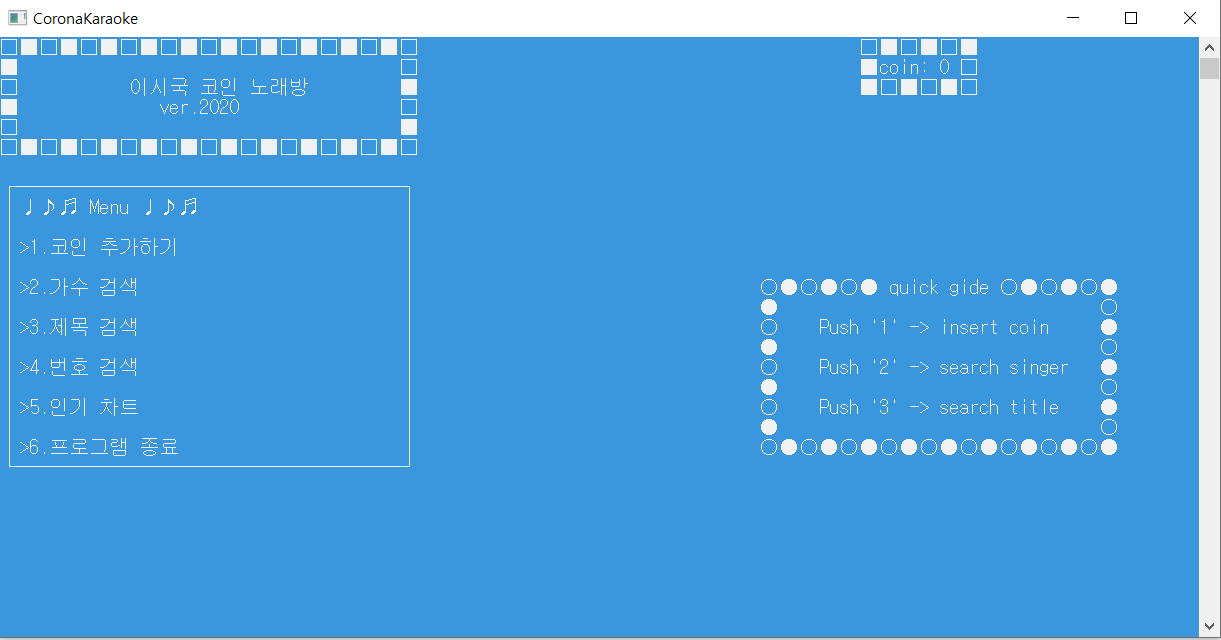 CoronaKaraoke
이시국 코인 노래방
ver.2020
coin: 0
♩♪♬ Menu ♩♪♬
>1.코인 추가하기
>2.가수 검색
>3.제목 검색
>4.번호 검색
>5.인기 차트
>6.프로그램 종료
quick gide
Push '1' -> insert coin
Push '2' -> search singer
Push '3' -> search title